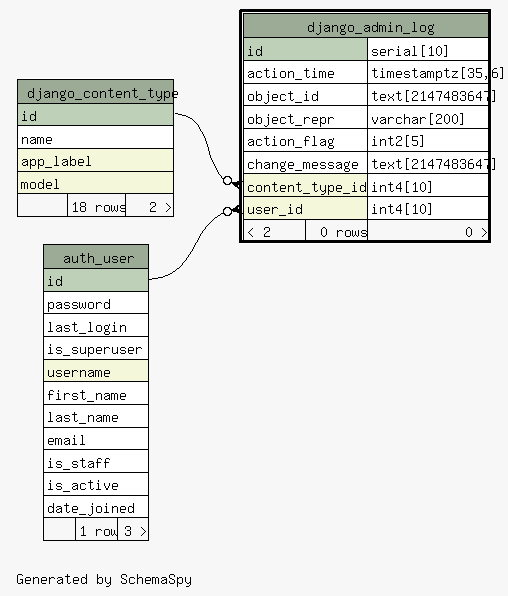 django_admin_log
id serial[10]
action_time timestamptz[35,6]
object_id text[2147483647]
object_repr varchar[200]
action_flag int2[5]
change_message text[2147483647]
content_type_id int4[10]
user_id int4[10]
< 2 0 rows 0 >
django_content_type
id
name
app_label
model
18 rows 2 >
auth_user
id
password
last_login
is_superuser
username
first_name
last_name
email
is_staff
is_active
date_joined
1 row 3 >
Generated by SchemaSpy